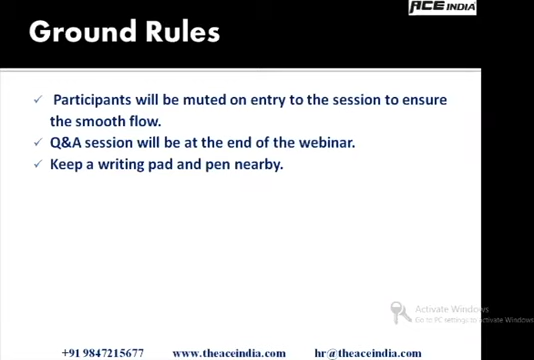 ACE INDIA
Ground Rules
✓ Participants will be muted on entry to the session to ensure
the smooth flow.
✓ Q&A session will be at the end of the webinar.
✓ Keep a writing pad and pen nearby.
Activate Windows
Go to PC settings to Activate Windows
+91 9847215677 www.theaceindia.com hr@theaceindia.com